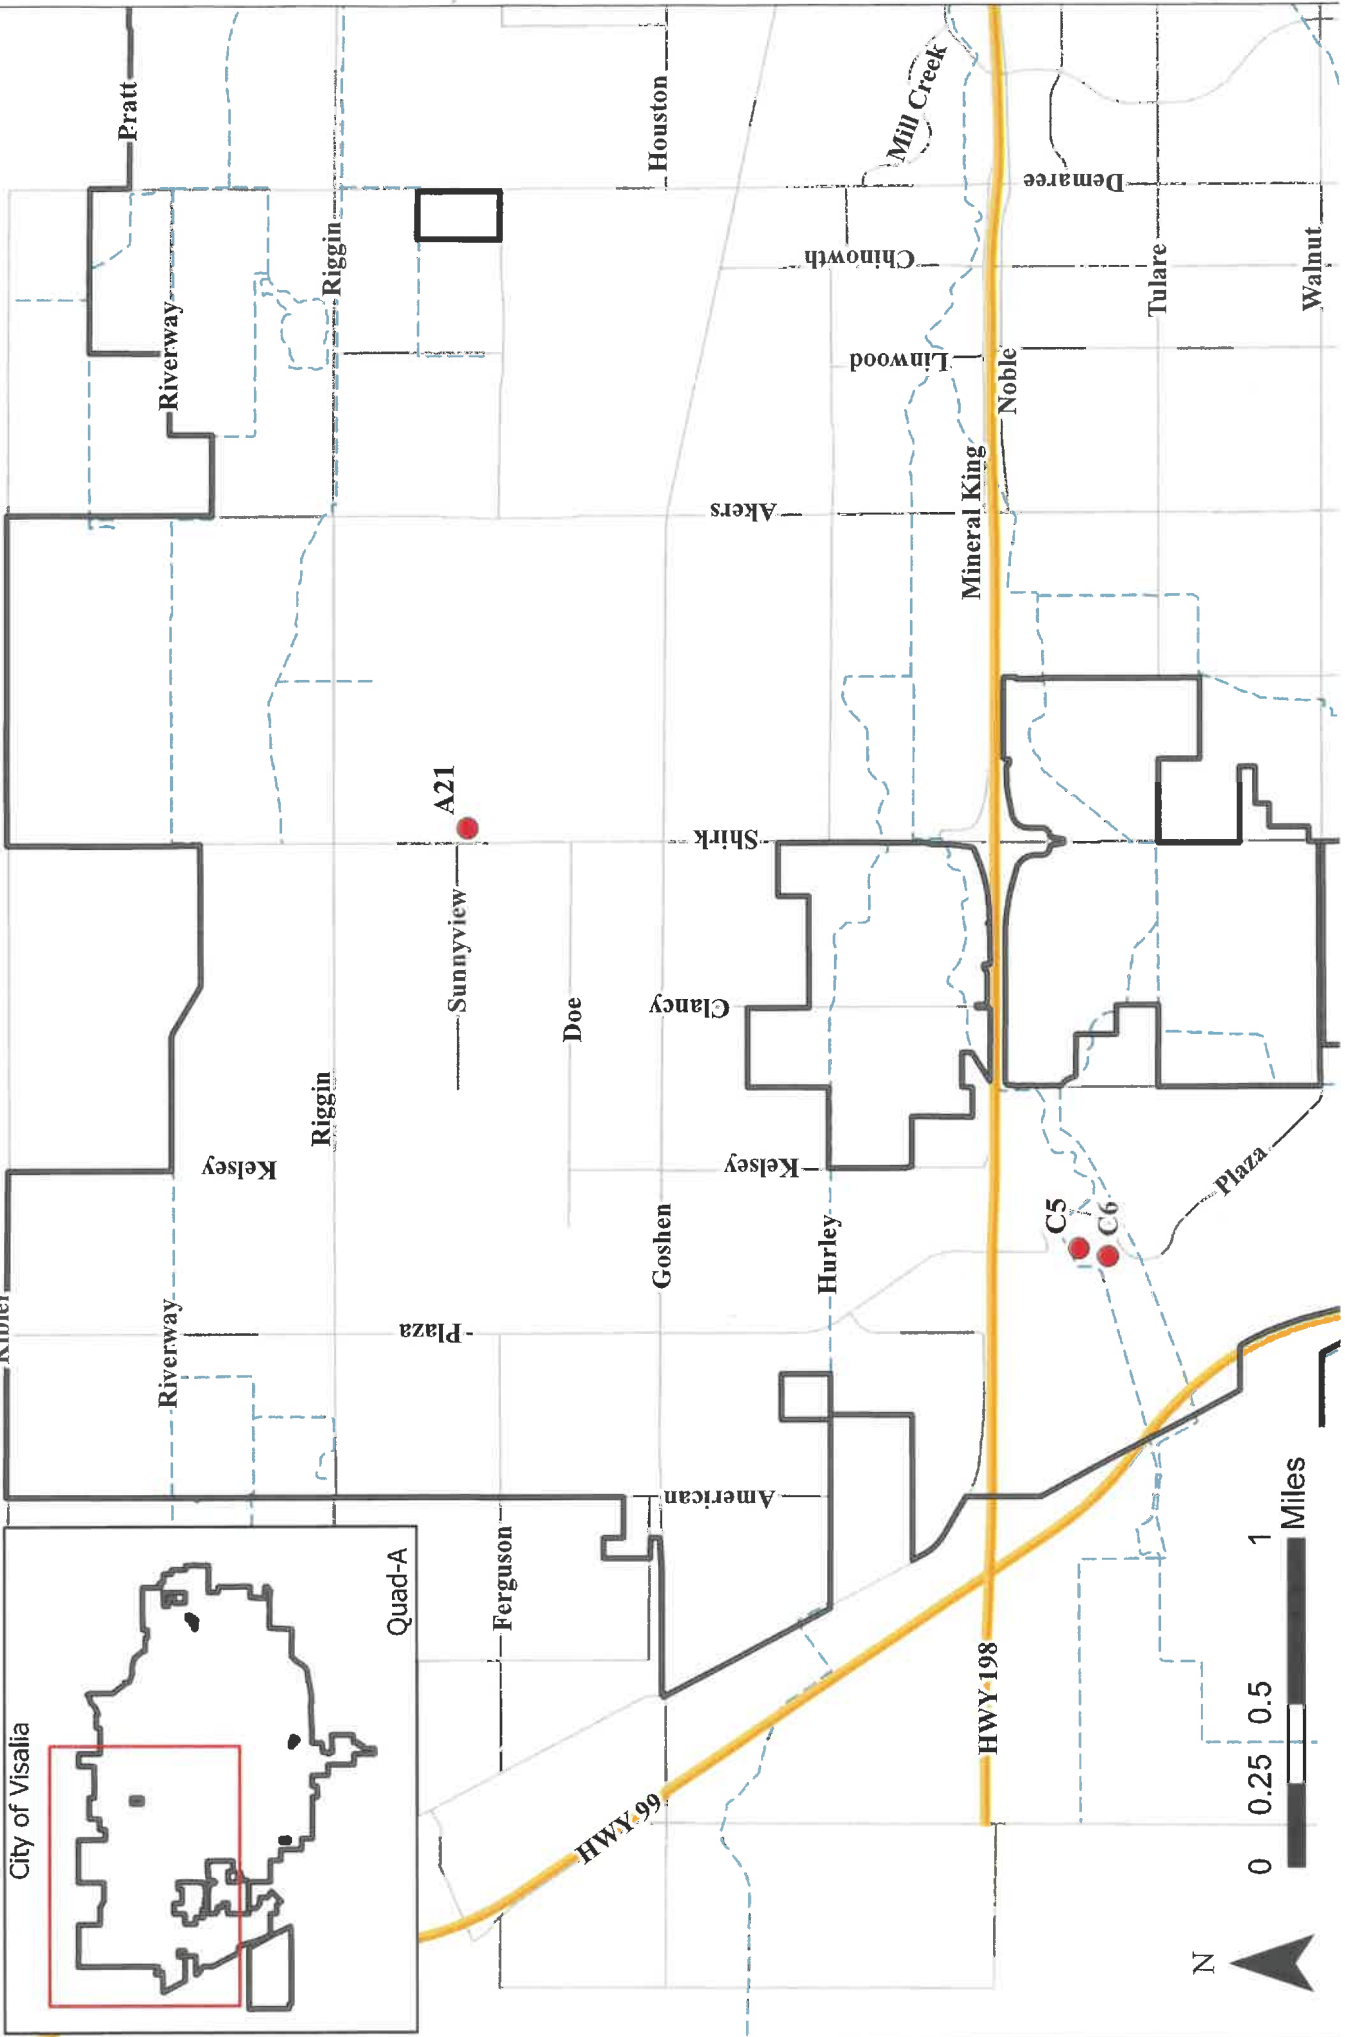 City of Visalia
Quad-A
Kibler
Pratt
Riverway
Riverway
Riggin
Riggin
Kelsey
A21
Sunnyview
Plaza
Ferguson
Doe
Houston
Goshen
American
Clancy
Shirk
Akers
Kelsey
Hurley
Mill Creek
Chinowth
Linwood
Demaree
HWY 99
HWY 198
Mineral King
Noble
C5
C6
Plaza
Tulare
Walnut
N
0 0.25 0.5 1
Miles